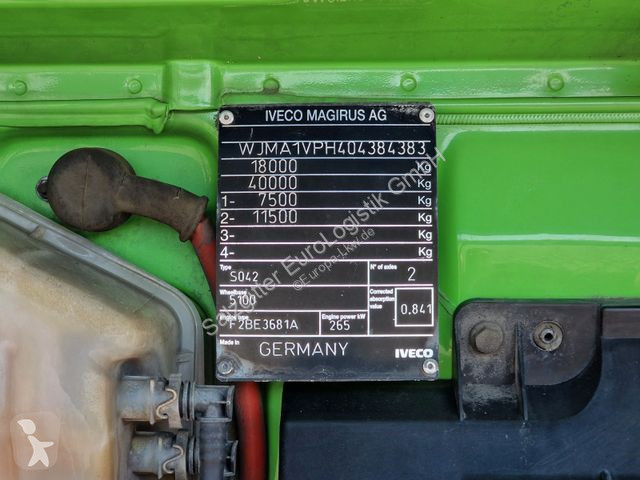 IVECO MAGIRUS AG
WJMA1VPH404384383
18000 Kg
40000 Kg
1- 7500 Kg
2- 11500 Kg
3- Kg
4- Kg
Type S042 N° of axles 2
Wheelbase 5100 Corrected absorption value 0.841
Engine type F2BE3681A Engine power kW 265
Made in GERMANY IVECO
Salzgitter EuroLogistik GmbH
©Europa-Lkw.de